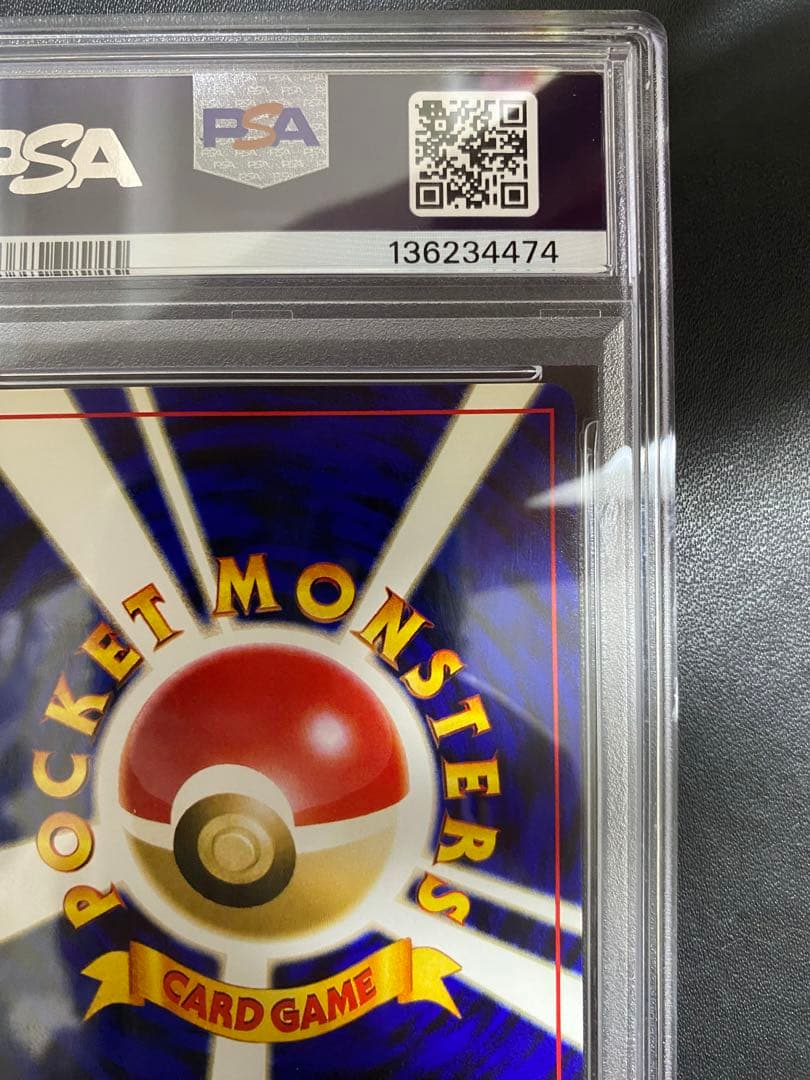 PSA
PSA
136234474
POCKET MONSTERS
CARD GAME